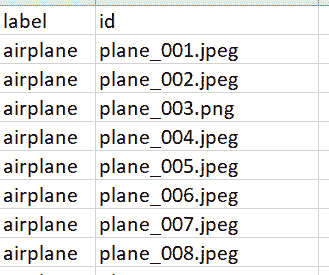 label id
airplane plane_001.jpeg
airplane plane_002.jpeg
airplane plane_003.png
airplane plane_004.jpeg
airplane plane_005.jpeg
airplane plane_006.jpeg
airplane plane_007.jpeg
airplane plane_008.jpeg